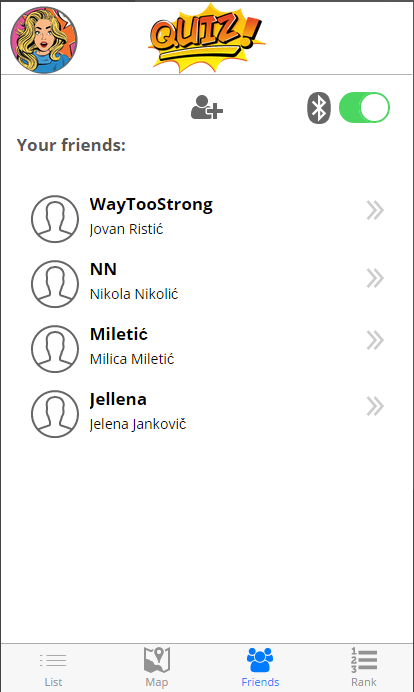 QUIZ!
Your friends:
WayTooStrong
Jovan Ristić
NN
Nikola Nikolić
Miletić
Milica Miletić
Jellena
Jelena Jankovič
List
Map
Friends
Rank